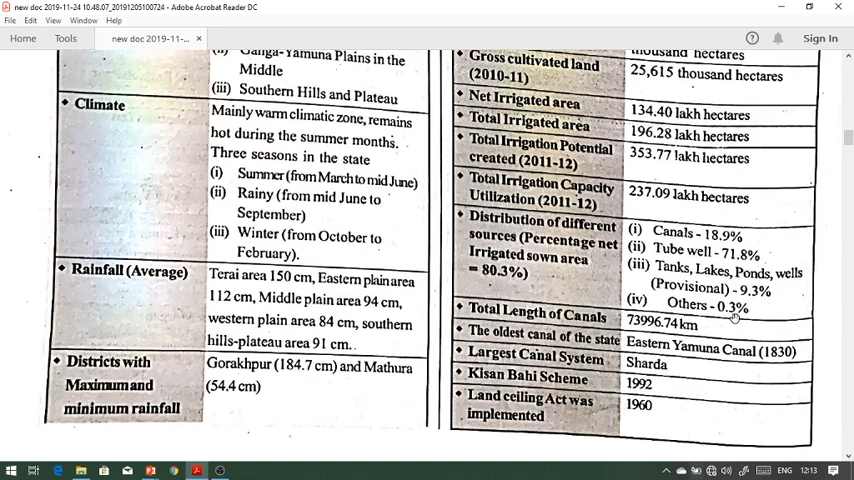 new doc 2019-11-24 10.48.07_20191205100724 - Adobe Acrobat Reader DC
File Edit View Window Help
Home Tools new doc 2019-11-... × Sign In
Ganga-Yamuna Plains in the
Middle
(iii) Southern Hills and Plateau
Climate
Mainly warm climatic zone, remains
hot during the summer months.
Three seasons in the state
(i) Summer (from March to mid June)
(ii) Rainy (from mid June to
September)
(iii) Winter (from October to
February).
Rainfall (Average)
Terai area 150 cm, Eastern plain area
112 cm, Middle plain area 94 cm,
western plain area 84 cm, southern
hills-plateau area 91 cm.
Districts with
Maximum and
minimum rainfall
Gorakhpur (184.7 cm) and Mathura
(54.4 cm)
thousand hectares
Gross cultivated land
(2010-11)
25,615 thousand hectares
Net Irrigated area
134.40 lakh hectares
Total Irrigated area
196.28 lakh hectares
Total Irrigation Potential
created (2011-12)
353.77 lakh hectares
Total Irrigation Capacity
Utilization (2011-12)
237.09 lakh hectares
Distribution of different
sources (Percentage net
Irrigated sown area
= 80.3%)
(i) Canals - 18.9%
(ii) Tube well - 71.8%
(iii) Tanks, Lakes, Ponds, wells
(Provisional) - 9.3%
(iv) Others - 0.3%
Total Length of Canals
73996.74 km
The oldest canal of the state
Eastern Yamuna Canal (1830)
Largest Canal System
Sharda
Kisan Bahi Scheme
1992
Land ceiling Act was
implemented
1960
ENG 12:13